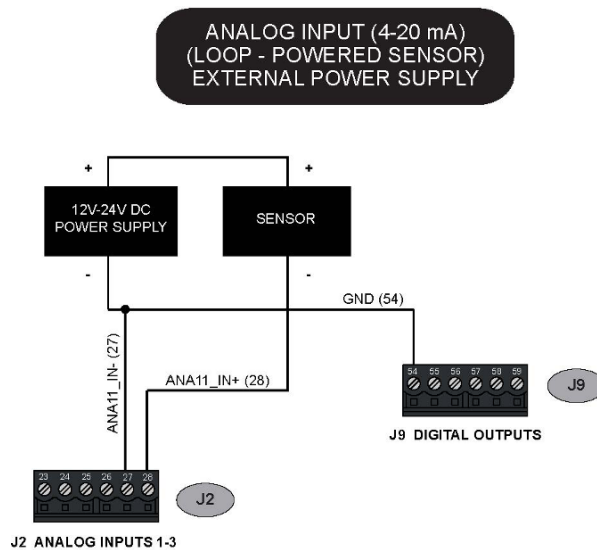 ANALOG INPUT (4-20 mA)
(LOOP - POWERED SENSOR)
EXTERNAL POWER SUPPLY
+
+
12V-24V DC
POWER SUPPLY
SENSOR
-
-
GND (54)
ANA11_IN- (27)
ANA11_IN+ (28)
54 55 56 57 58 59
J9
J9 DIGITAL OUTPUTS
23 24 25 26 27 28
J2
J2 ANALOG INPUTS 1-3